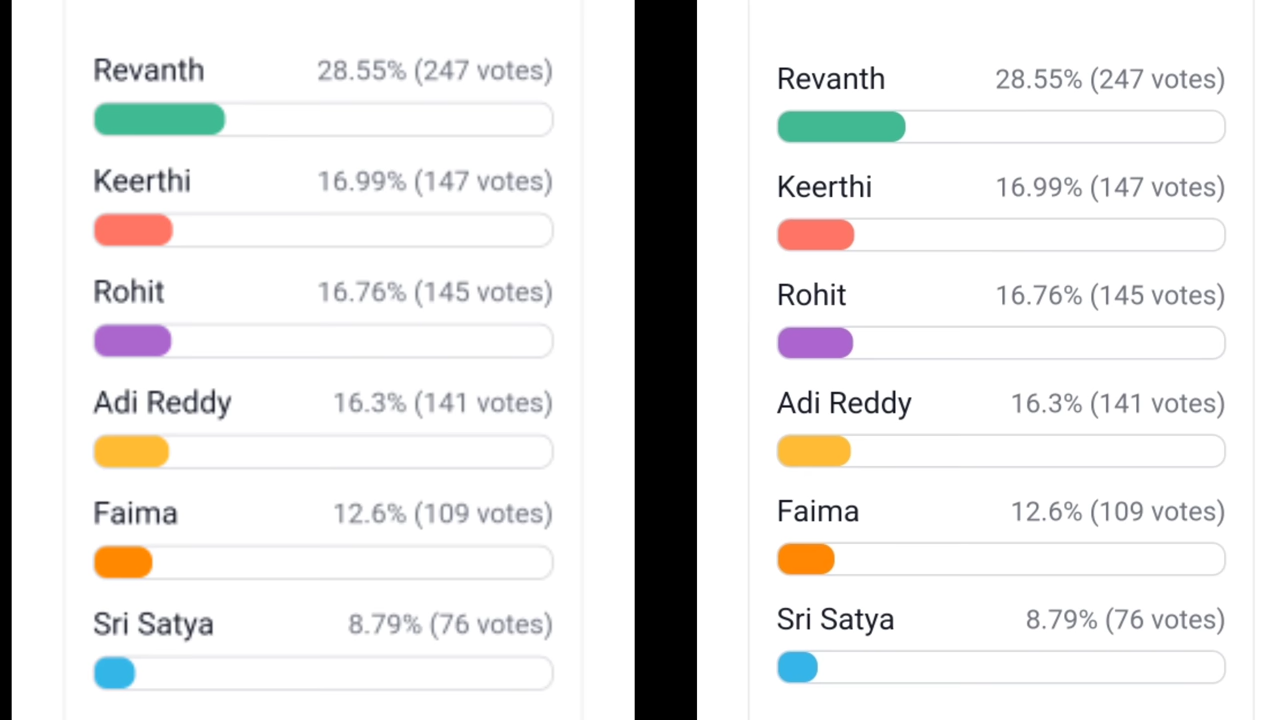 Revanth 28.55% (247 votes)
Keerthi 16.99% (147 votes)
Rohit 16.76% (145 votes)
Adi Reddy 16.3% (141 votes)
Faima 12.6% (109 votes)
Sri Satya 8.79% (76 votes)
Revanth 28.55% (247 votes)
Keerthi 16.99% (147 votes)
Rohit 16.76% (145 votes)
Adi Reddy 16.3% (141 votes)
Faima 12.6% (109 votes)
Sri Satya 8.79% (76 votes)